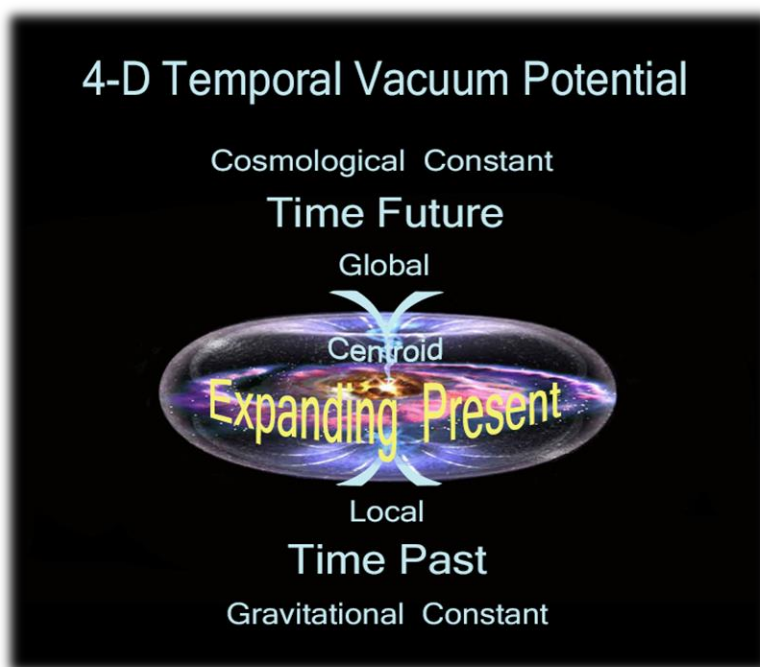 4-D Temporal Vacuum Potential
Cosmological Constant
Time Future
Global
Centroid
Expanding Present
Local
Time Past
Gravitational Constant